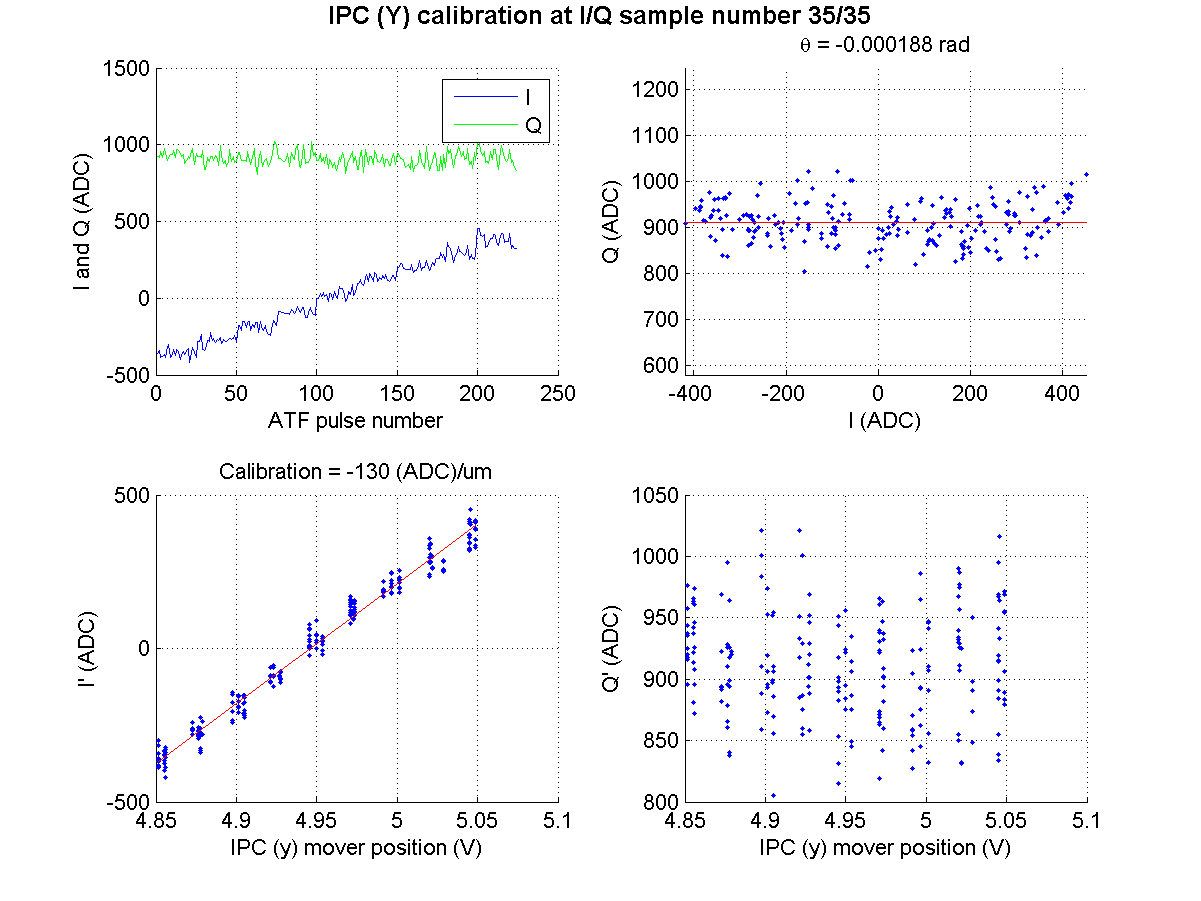 IPC (Y) calibration at I/Q sample number 35/35
1500
1000
500
0
-500
0 50 100 150 200 250
I and Q (ADC)
ATF pulse number
I
Q
θ = -0.000188 rad
1200
1100
1000
900
800
700
600
-400 -200 0 200 400
Q (ADC)
I (ADC)
Calibration = -130 (ADC)/um
500
0
-500
4.85 4.9 4.95 5 5.05 5.1
I' (ADC)
IPC (y) mover position (V)
1050
1000
950
900
850
800
4.85 4.9 4.95 5 5.05 5.1
Q' (ADC)
IPC (y) mover position (V)